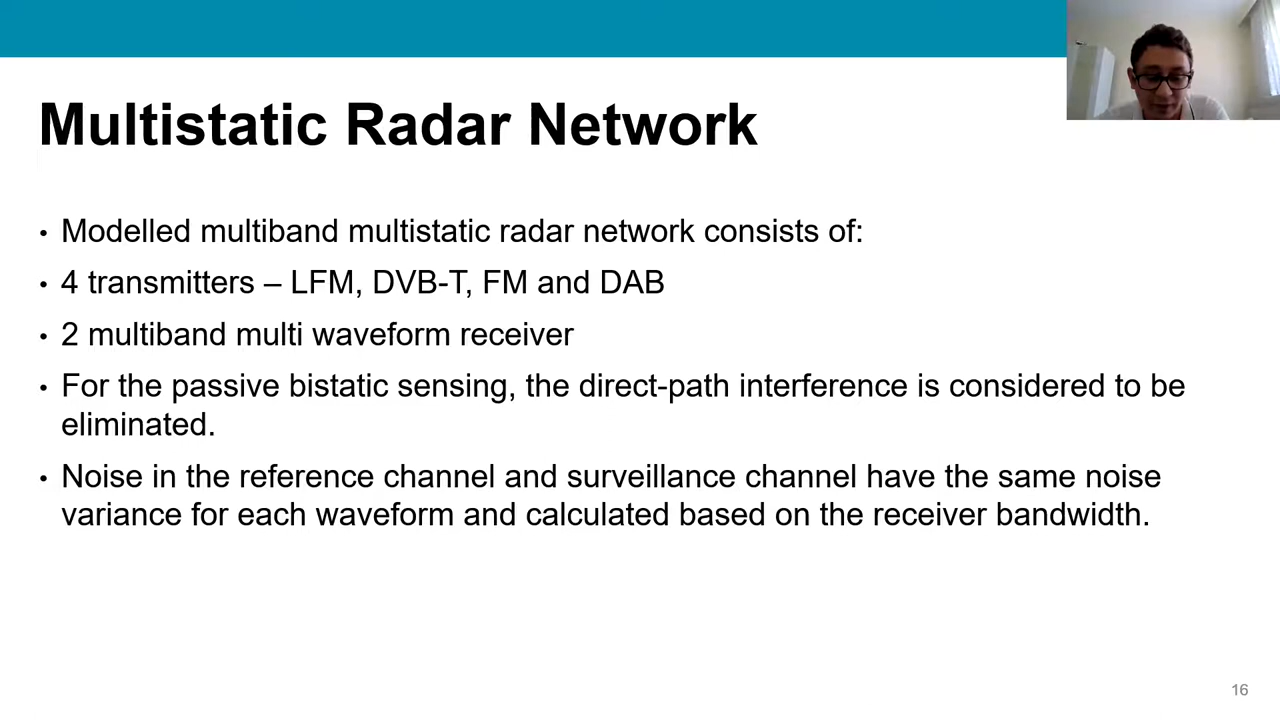 Multistatic Radar Network
• Modelled multiband multistatic radar network consists of:
• 4 transmitters – LFM, DVB-T, FM and DAB
• 2 multiband multi waveform receiver
• For the passive bistatic sensing, the direct-path interference is considered to be
eliminated.
• Noise in the reference channel and surveillance channel have the same noise
variance for each waveform and calculated based on the receiver bandwidth.
16